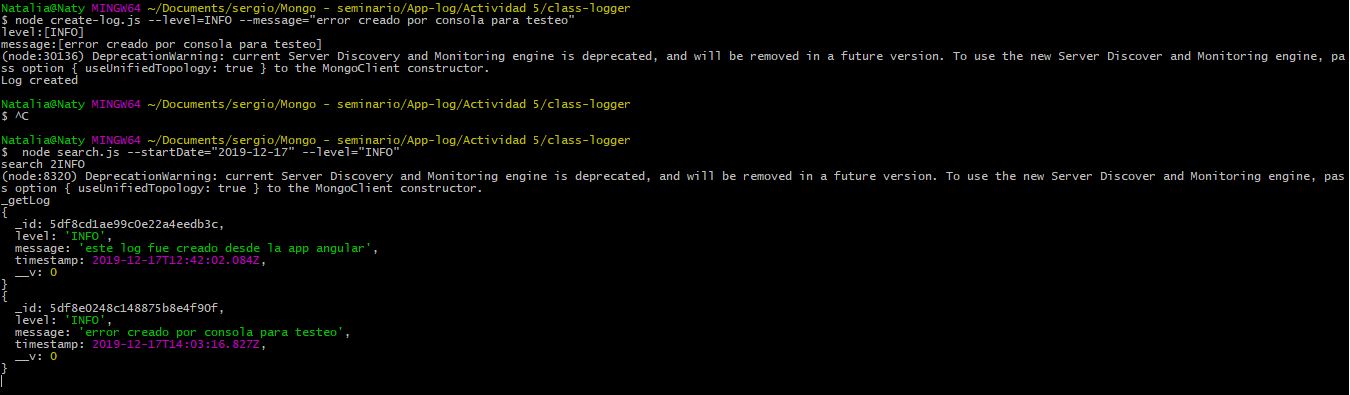 Natalia@Naty MINGW64 ~/Documents/sergio/Mongo - seminario/App-log/Actividad 5/class-logger
$ node create-log.js --level=INFO --message="error creado por consola para testeo"
level:[INFO]
message:[error creado por consola para testeo]
(node:30136) DeprecationWarning: current Server Discovery and Monitoring engine is deprecated, and will be removed in a future version. To use the new Server Discover and Monitoring engine, pa
ss option { useUnifiedTopology: true } to the MongoClient constructor.
Log created
Natalia@Naty MINGW64 ~/Documents/sergio/Mongo - seminario/App-log/Actividad 5/class-logger
$ ^C
Natalia@Naty MINGW64 ~/Documents/sergio/Mongo - seminario/App-log/Actividad 5/class-logger
$  node search.js --startDate="2019-12-17" --level="INFO"
search 2INFO
(node:8320) DeprecationWarning: current Server Discovery and Monitoring engine is deprecated, and will be removed in a future version. To use the new Server Discover and Monitoring engine, pas
s option { useUnifiedTopology: true } to the MongoClient constructor.
_getLog
{
  _id: 5df8cd1ae99c0e22a4eedb3c,
  level: 'INFO',
  message: 'este log fue creado desde la app angular',
  timestamp: 2019-12-17T12:42:02.084Z,
  __v: 0
}
{
  _id: 5df8e0248c148875b8e4f90f,
  level: 'INFO',
  message: 'error creado por consola para testeo',
  timestamp: 2019-12-17T14:03:16.827Z,
  __v: 0
}